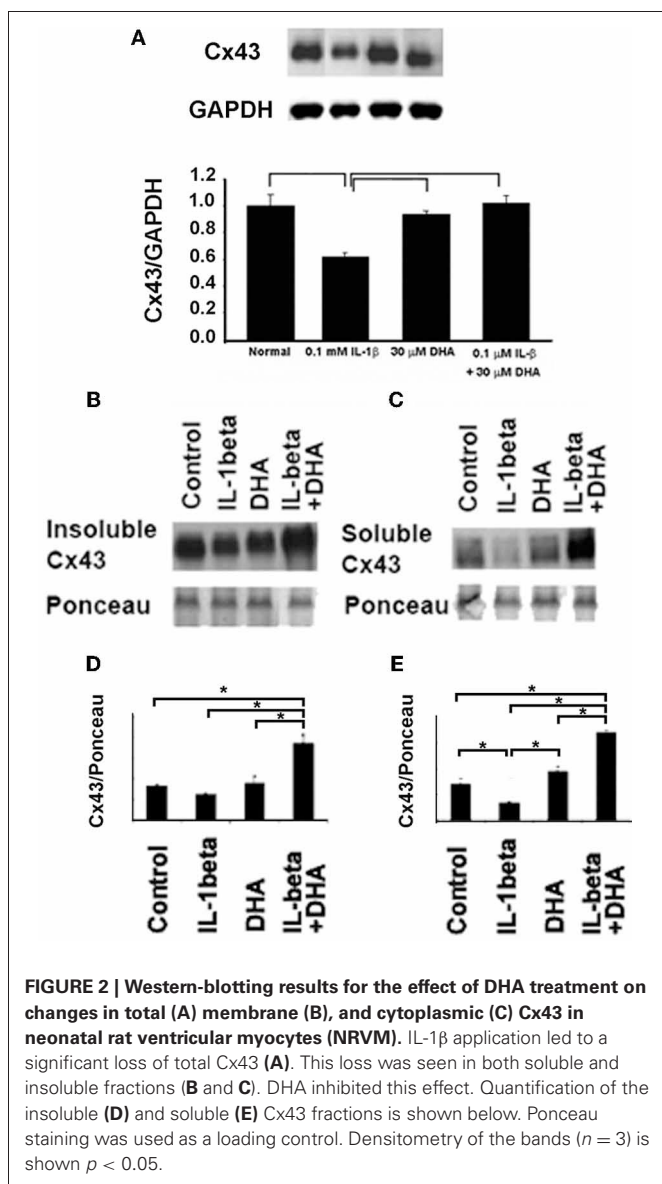 A
Cx43
GAPDH
Cx43/GAPDH
1.2
1.0
0.8
0.6
0.4
0.2
0.0
Normal 0.1 mM IL-1β 30 μM DHA 0.1 μM IL-β
+ 30 μM DHA
B
Control
IL-1beta
DHA
IL-beta
+DHA
Insoluble
Cx43
Ponceau
C
Control
IL-1beta
DHA
IL-beta
+DHA
Soluble
Cx43
Ponceau
D
* 
*
*
Cx43/Ponceau
Control
IL-1beta
DHA
IL-beta
+DHA
E
*
*
* * *
Cx43/Ponceau
Control
IL-1beta
DHA
IL-beta
+DHA
FIGURE 2 | Western-blotting results for the effect of DHA treatment on
changes in total (A) membrane (B), and cytoplasmic (C) Cx43 in
neonatal rat ventricular myocytes (NRVM). IL-1β application led to a
significant loss of total Cx43 (A). This loss was seen in both soluble and
insoluble fractions (B and C). DHA inhibited this effect. Quantification of the
insoluble (D) and soluble (E) Cx43 fractions is shown below. Ponceau
staining was used as a loading control. Densitometry of the bands (n = 3) is
shown p < 0.05.